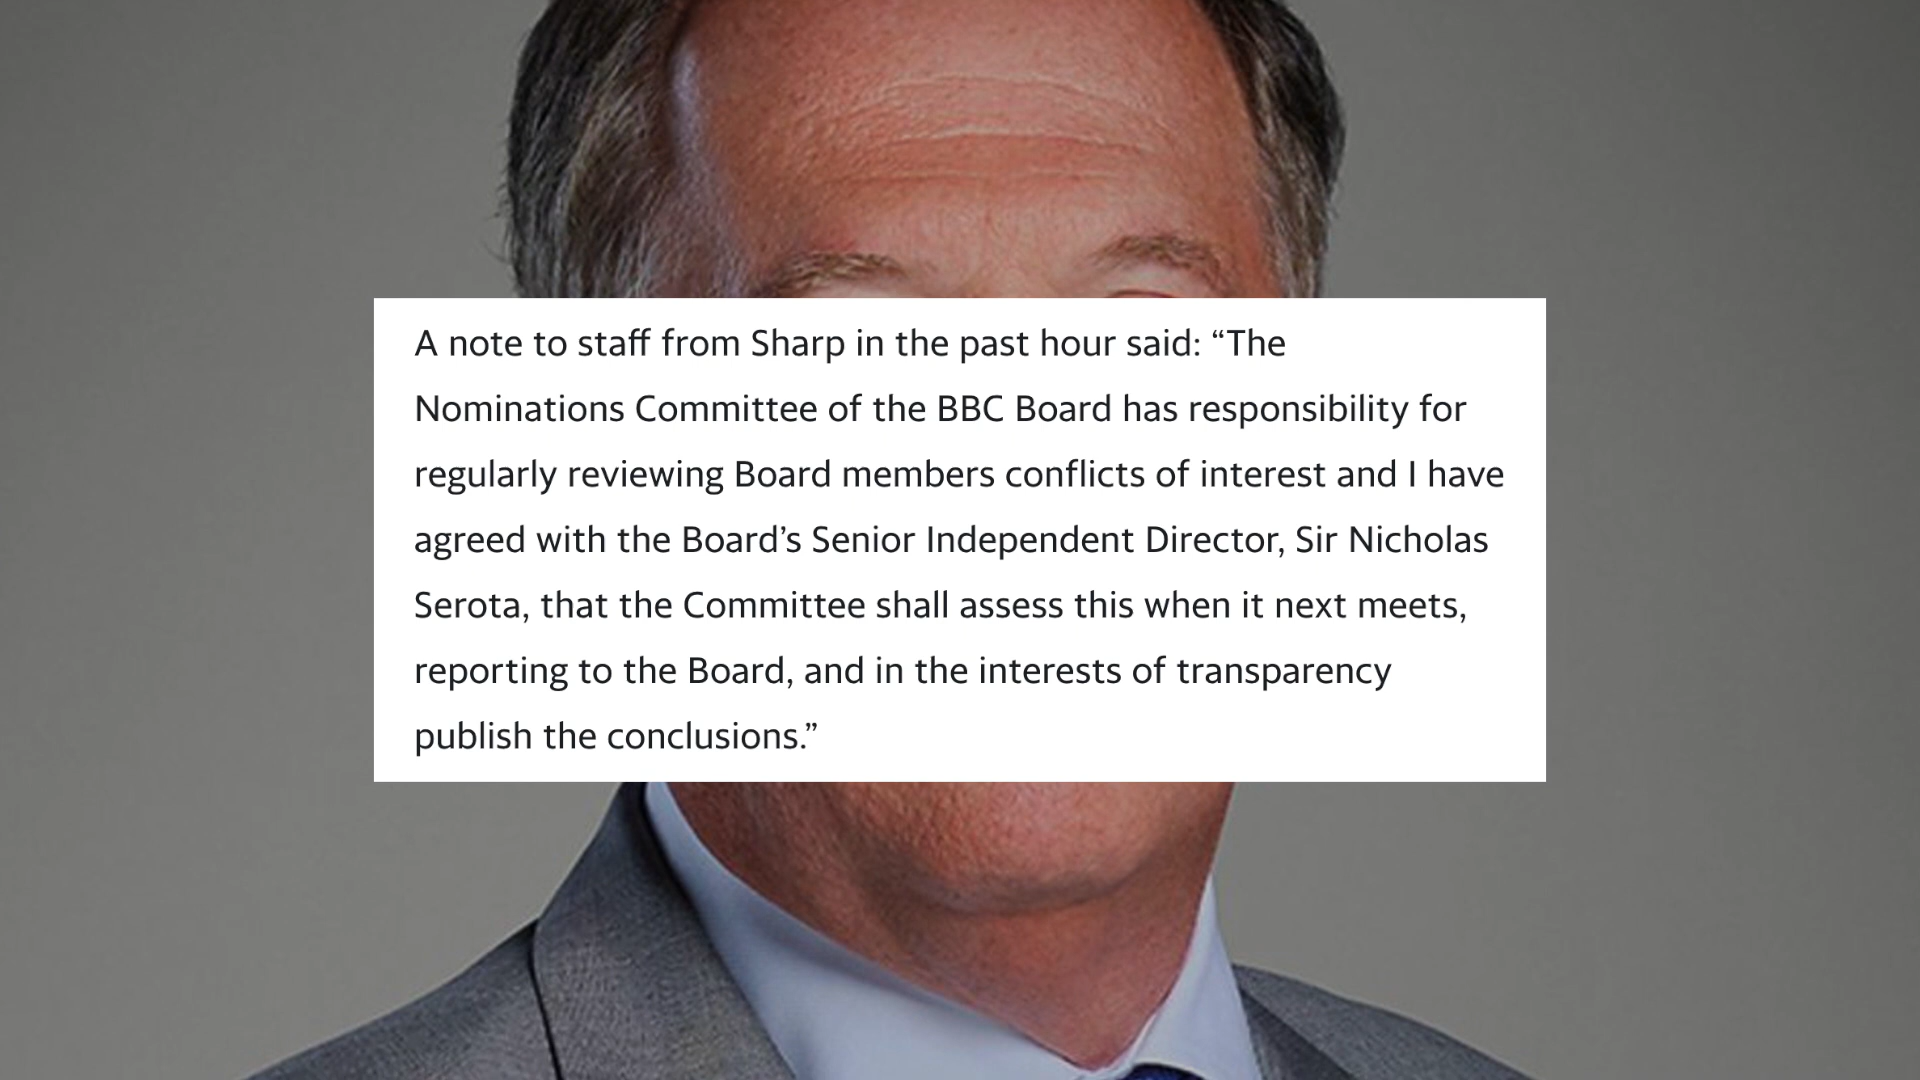 A note to staff from Sharp in the past hour said: “The
Nominations Committee of the BBC Board has responsibility for
regularly reviewing Board members conflicts of interest and I have
agreed with the Board’s Senior Independent Director, Sir Nicholas
Serota, that the Committee shall assess this when it next meets,
reporting to the Board, and in the interests of transparency
publish the conclusions.”